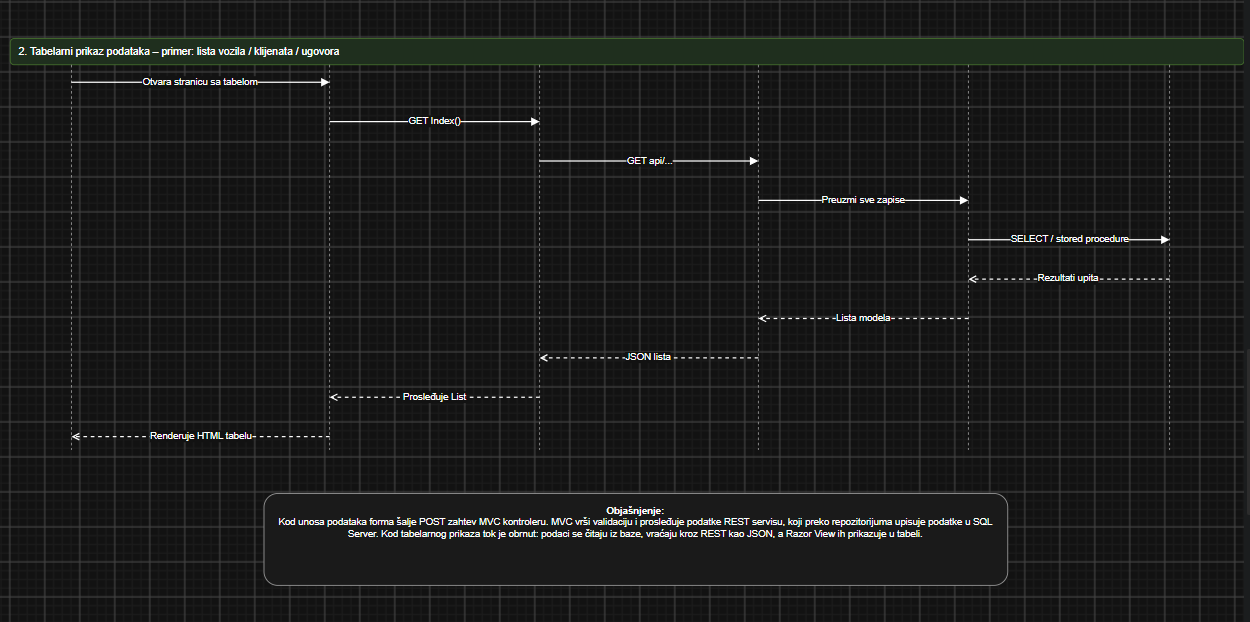 2. Tabelarni prikaz podataka – primer: lista vozila / klijenata / ugovora
Otvara stranicu sa tabelom
GET Index()
GET api/...
Preuzmi sve zapise
SELECT / stored procedure
Rezultati upita
Lista modela
JSON lista
Prosleđuje List
Renderuje HTML tabelu
Objašnjenje:
Kod unosa podataka forma šalje POST zahtev MVC kontroleru. MVC vrši validaciju i prosleđuje podatke REST servisu, koji preko repozitorijuma upisuje podatke u SQL
Server. Kod tabelarnog prikaza tok je obrnut: podaci se čitaju iz baze, vraćaju kroz REST kao JSON, a Razor View ih prikazuje u tabeli.